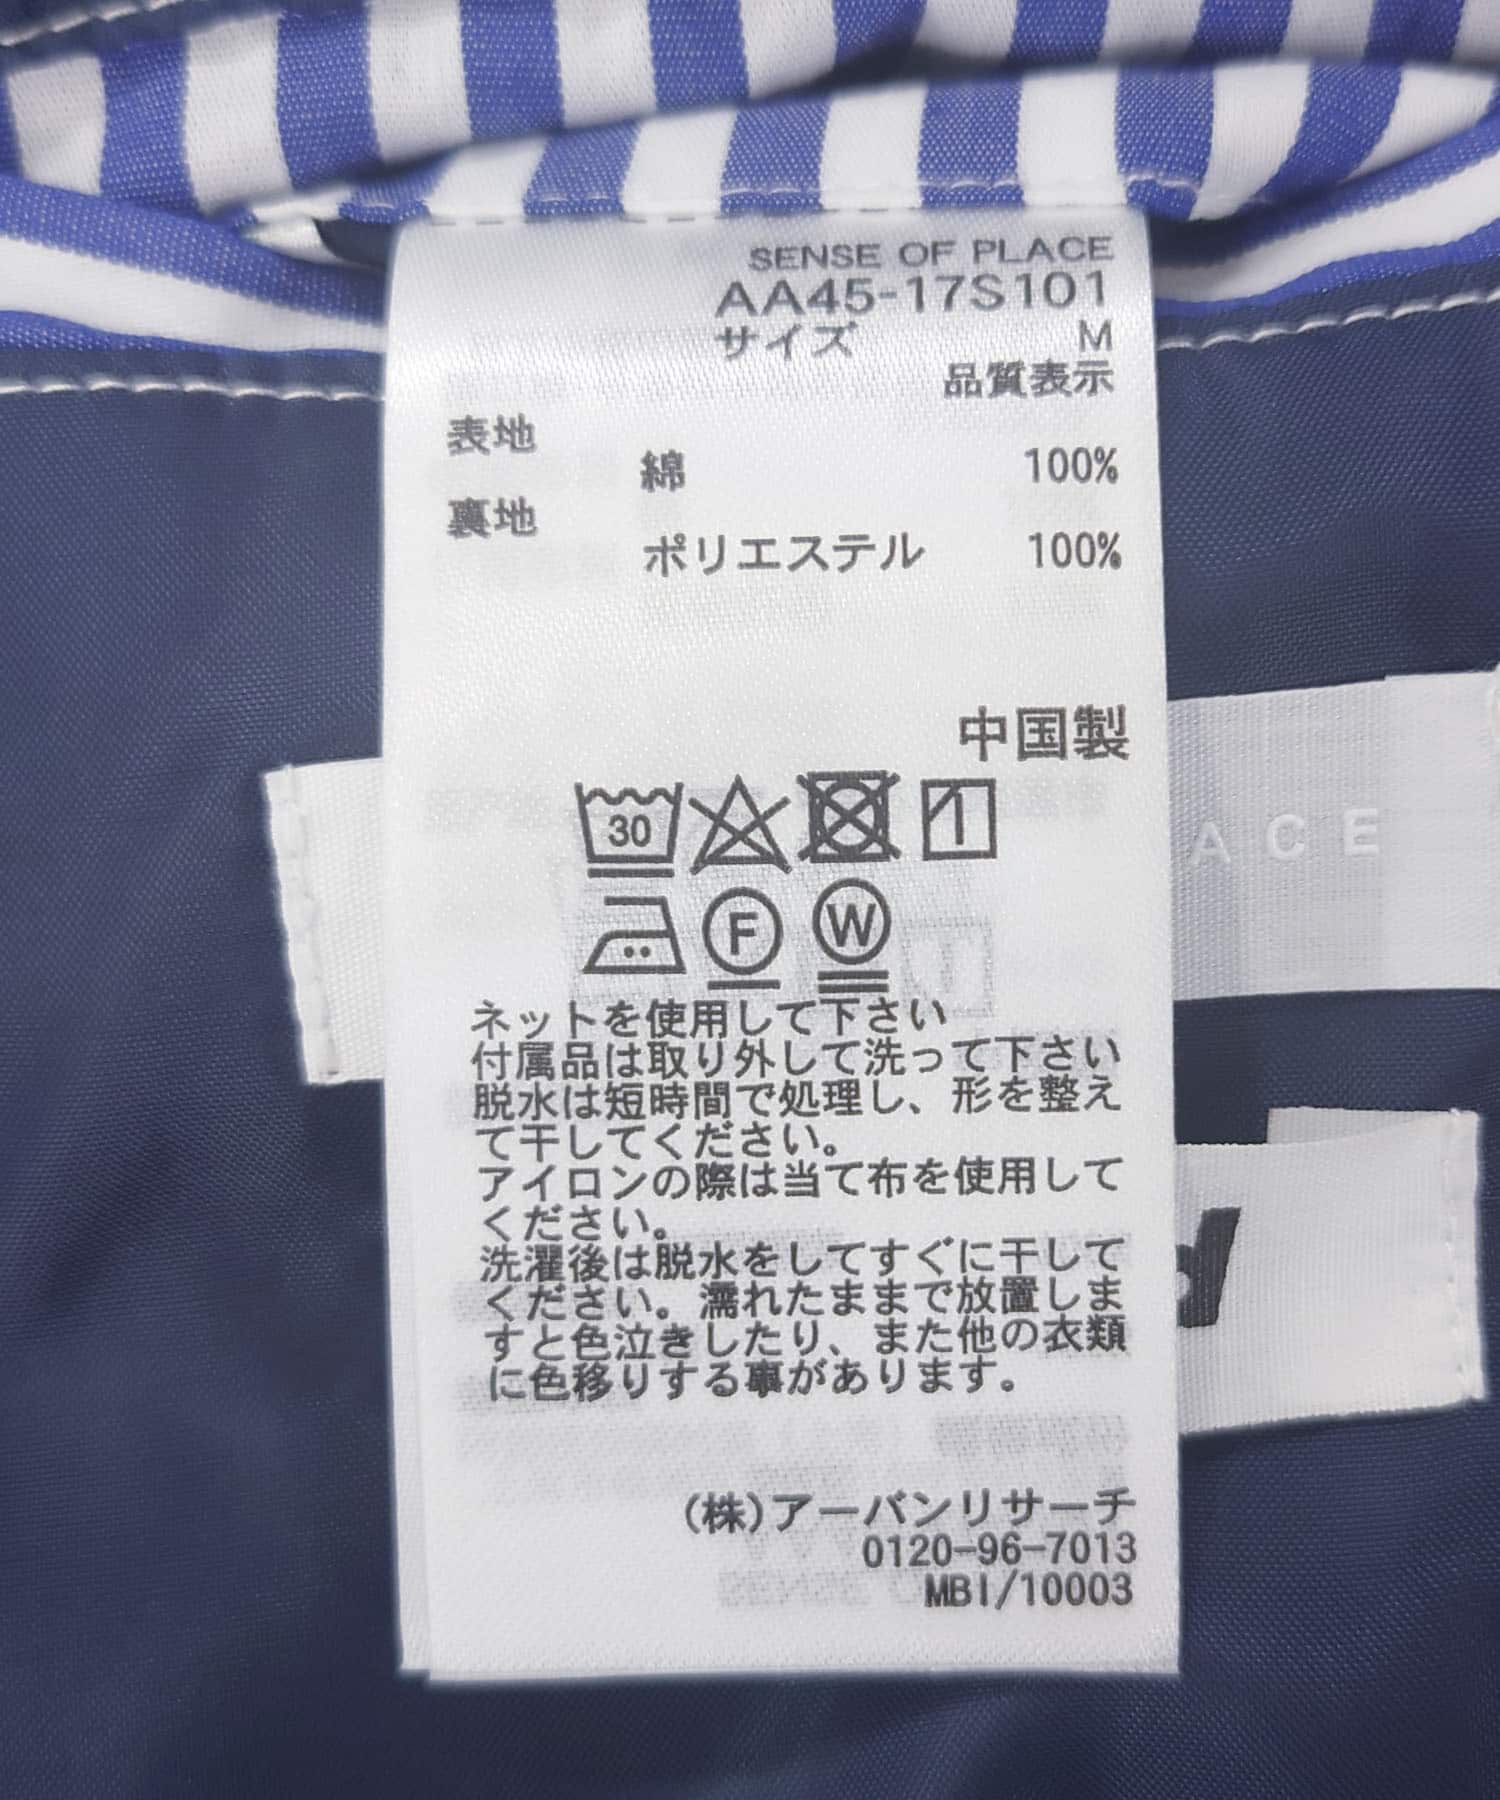 SENSE OF PLACE
AA45-17S101
サイズ M
品質表示
表地
綿 100%
裏地
ポリエステル 100%
中国製
30
F W
ネットを使用して下さい
付属品は取り外して洗って下さい
脱水は短時間で処理し、形を整え
て干してください。
アイロンの際は当て布を使用して
ください。
洗濯後は脱水をしてすぐに干して
ください。濡れたままで放置しま
すと色泣きしたり、また他の衣類
に色移りする事があります。
(株)アーバンリサーチ
0120-96-7013
MBI/10003
ACE
d